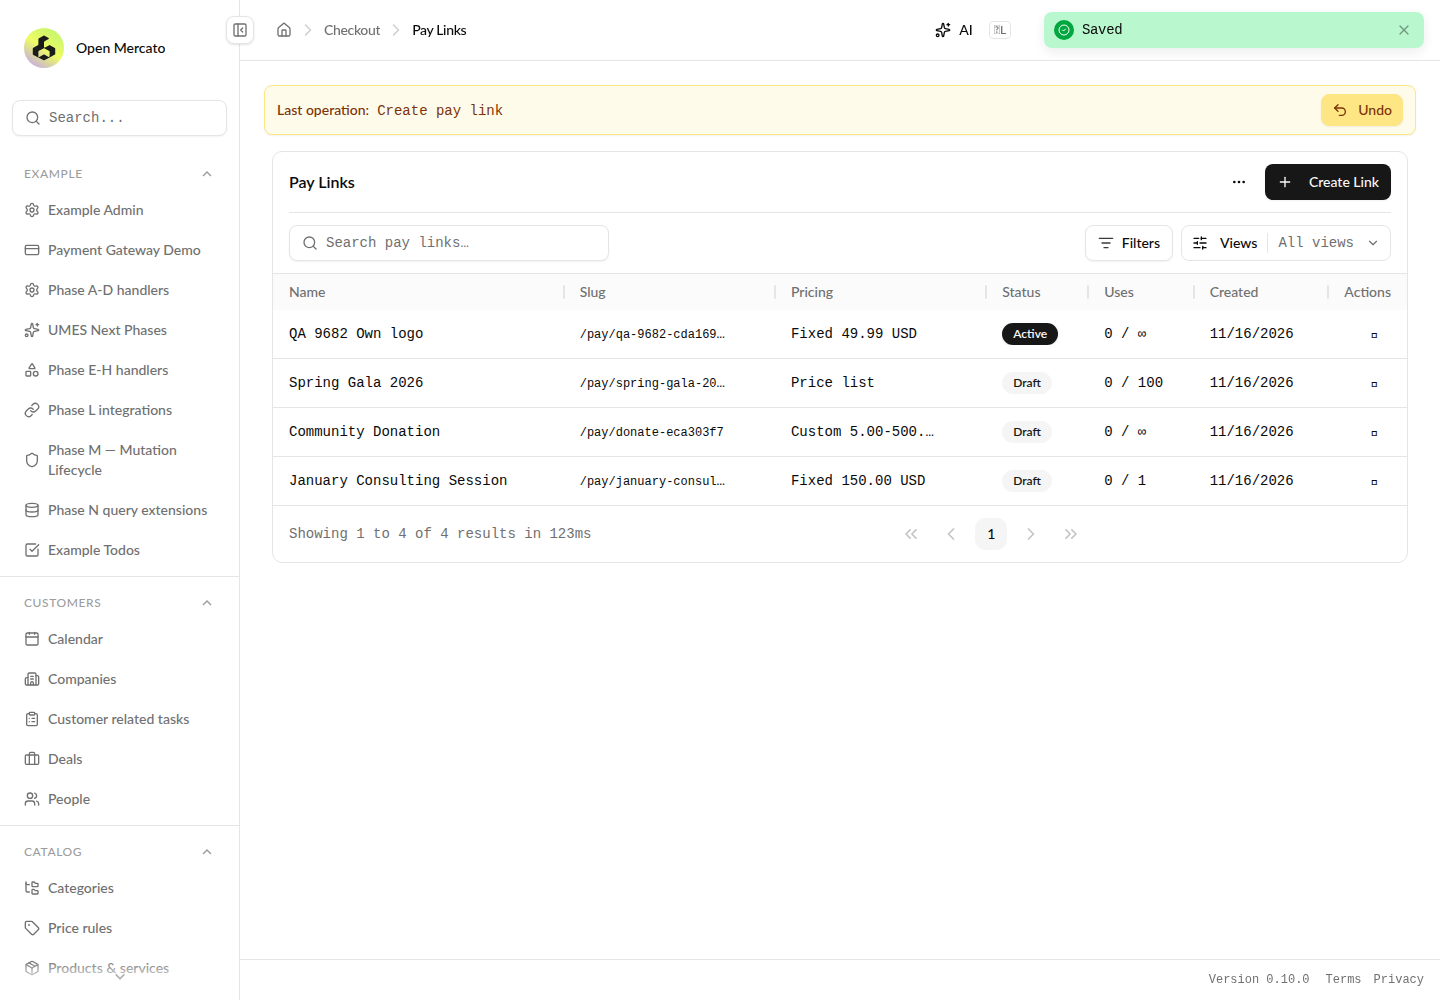 Open Mercato
Checkout
Pay Links
AI
L
Saved
Search...
Last operation: Create pay link
Undo
EXAMPLE
Example Admin
Payment Gateway Demo
Phase A-D handlers
UMES Next Phases
Phase E-H handlers
Phase L integrations
Phase M — Mutation
Lifecycle
Phase N query extensions
Example Todos
CUSTOMERS
Calendar
Companies
Customer related tasks
Deals
People
CATALOG
Categories
Price rules
Products & services
Pay Links
Create Link
Search pay links…
Filters
Views
All views
Name Slug Pricing Status Uses Created Actions
QA 9682 Own logo /pay/qa-9682-cda169… Fixed 49.99 USD Active 0 / ∞ 11/16/2026
Spring Gala 2026 /pay/spring-gala-20… Price list Draft 0 / 100 11/16/2026
Community Donation /pay/donate-eca303f7 Custom 5.00-500.… Draft 0 / ∞ 11/16/2026
January Consulting Session /pay/january-consul… Fixed 150.00 USD Draft 0 / 1 11/16/2026
Showing 1 to 4 of 4 results in 123ms
1
Version 0.10.0 Terms Privacy